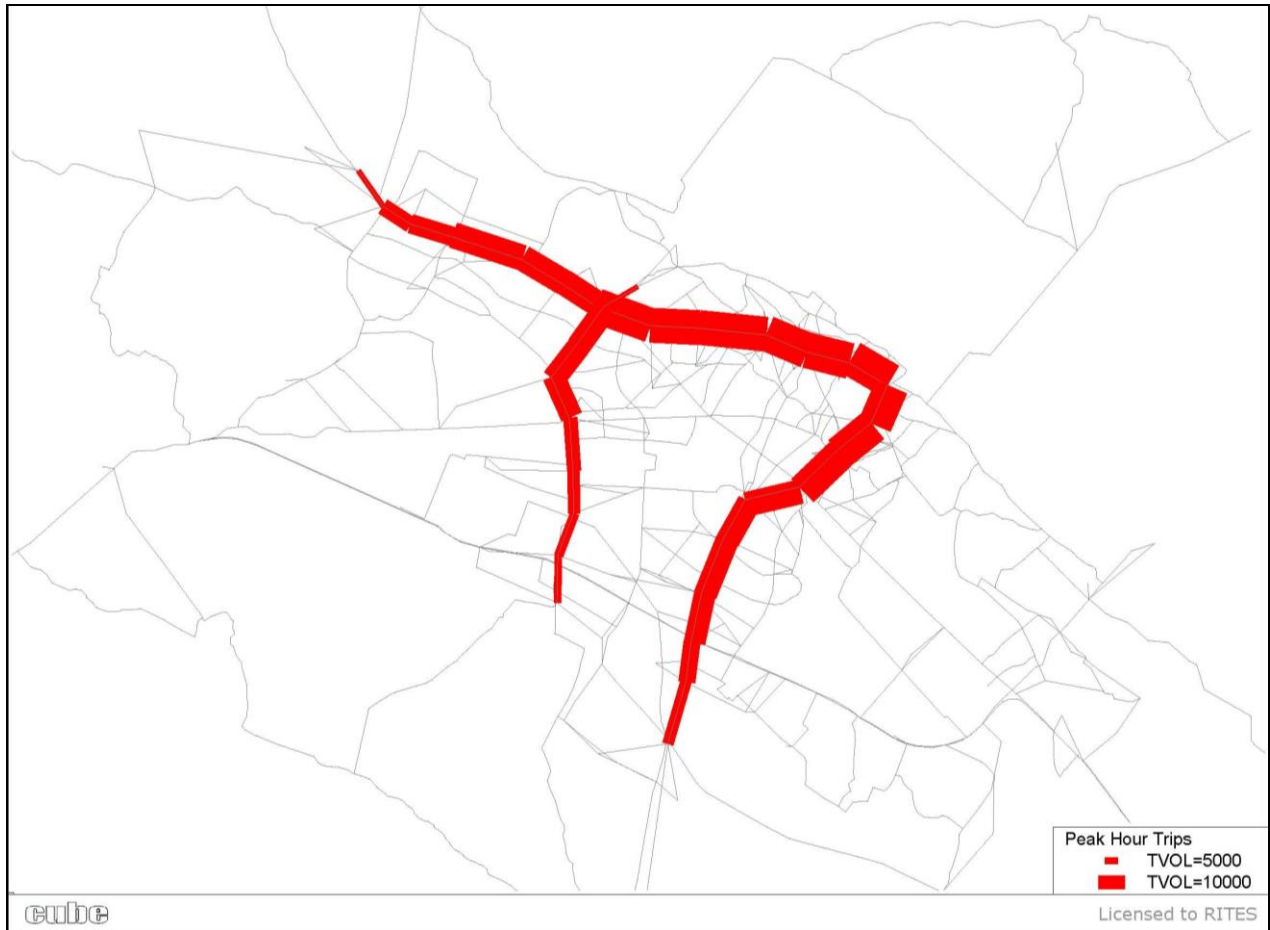 Peak Hour Trips
TVOL=5000
TVOL=10000
cube
Licensed to RITES